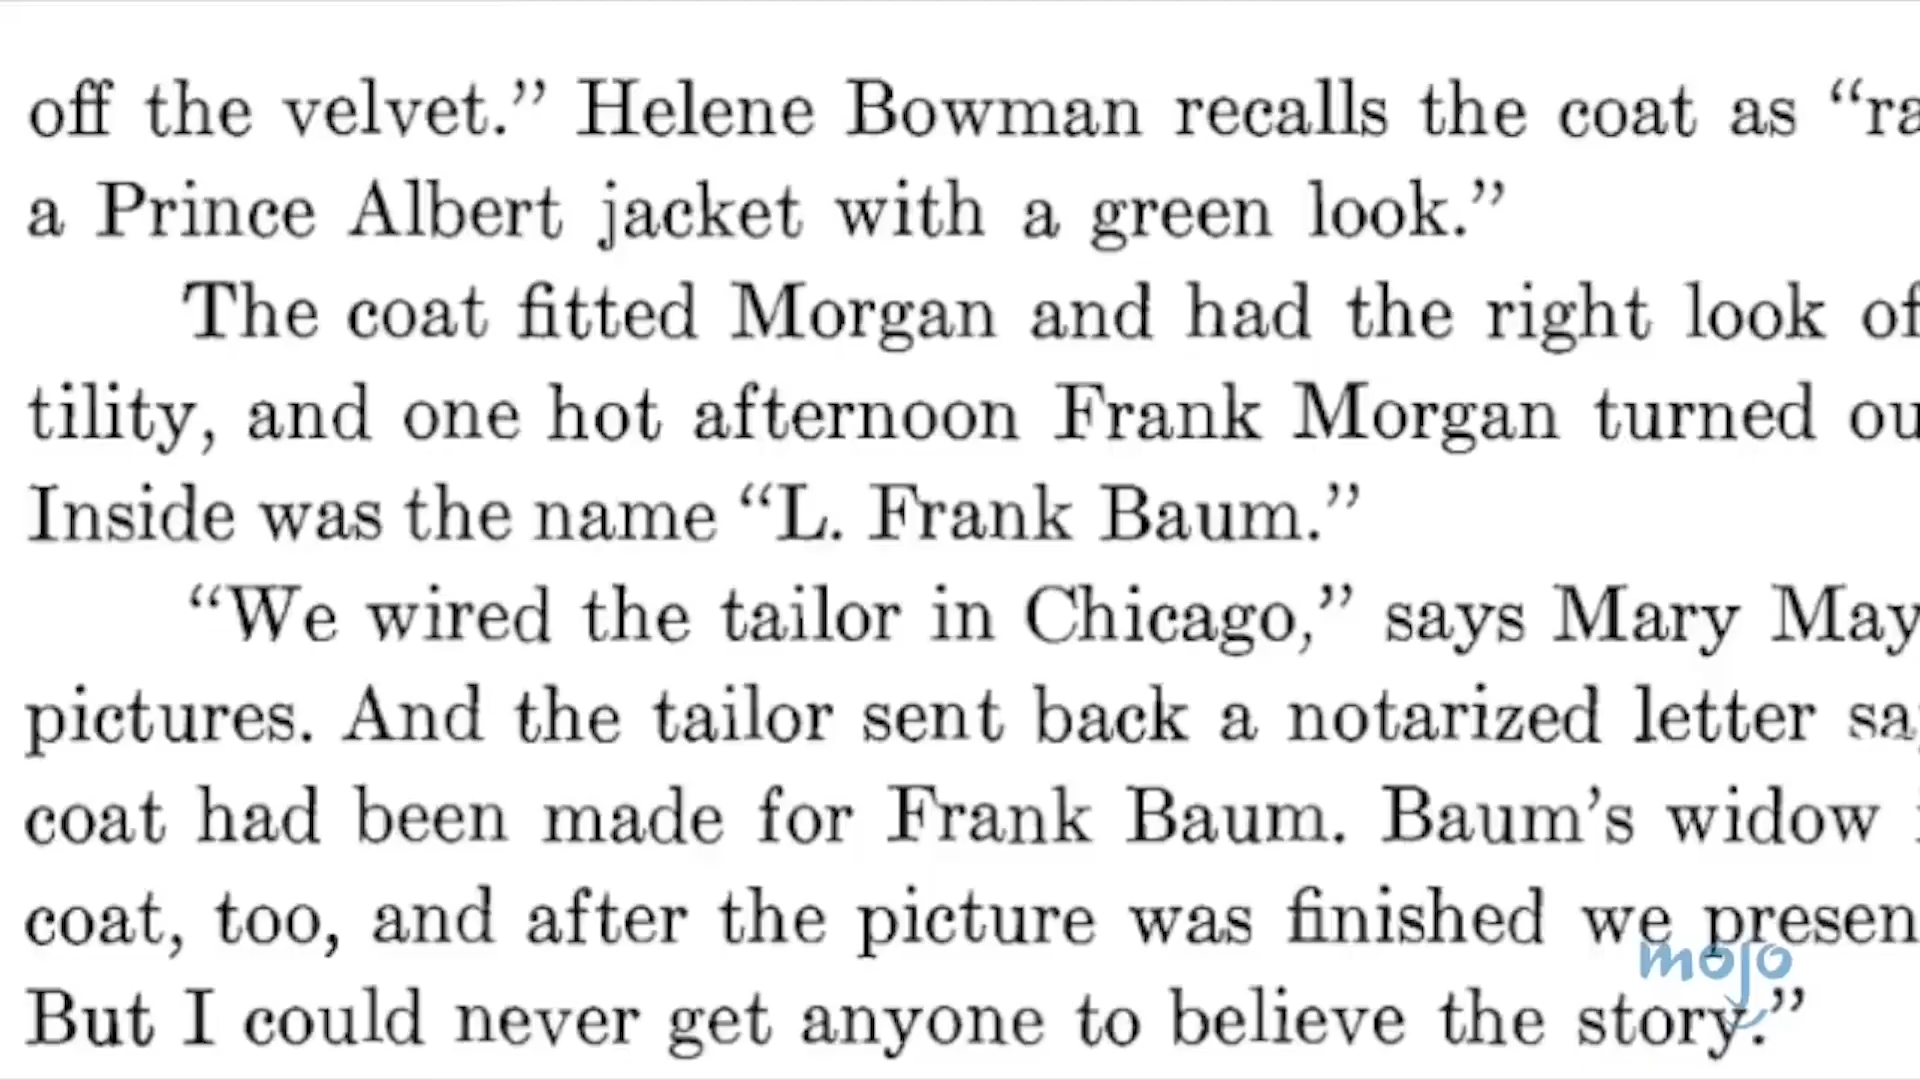 off the velvet.” Helene Bowman recalls the coat as “ra
a Prince Albert jacket with a green look.”
The coat fitted Morgan and had the right look of
tility, and one hot afternoon Frank Morgan turned ou
Inside was the name “L. Frank Baum.”
“We wired the tailor in Chicago,” says Mary May
pictures. And the tailor sent back a notarized letter sa
coat had been made for Frank Baum. Baum’s widow
coat, too, and after the picture was finished we presen
But I could never get anyone to believe the story.”
mojo